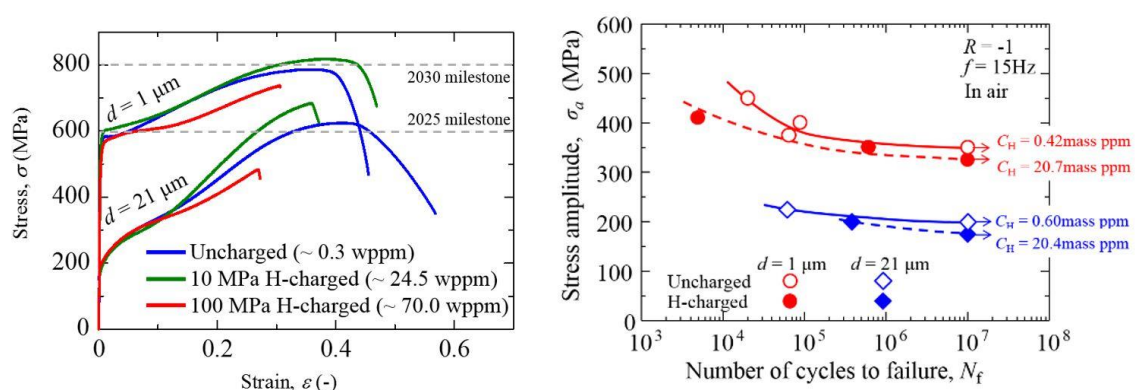 Stress, σ (MPa)
1000
800
600
400
200
0
2030 milestone
2025 milestone
d = 1 μm
d = 21 μm
Uncharged (~ 0.3 wppm)
10 MPa H-charged (~ 24.5 wppm)
100 MPa H-charged (~ 70.0 wppm)
0 0.2 0.4 0.6
Strain, ε (-)
Stress amplitude, σa (MPa)
600
500
400
300
200
100
0
R = -1
f = 15Hz
In air
CH = 0.42mass ppm
CH = 20.7mass ppm
CH = 0.60mass ppm
CH = 20.4mass ppm
d = 1 μm d = 21 μm
Uncharged
H-charged
10³ 10⁴ 10⁵ 10⁶ 10⁷ 10⁸
Number of cycles to failure, Nf